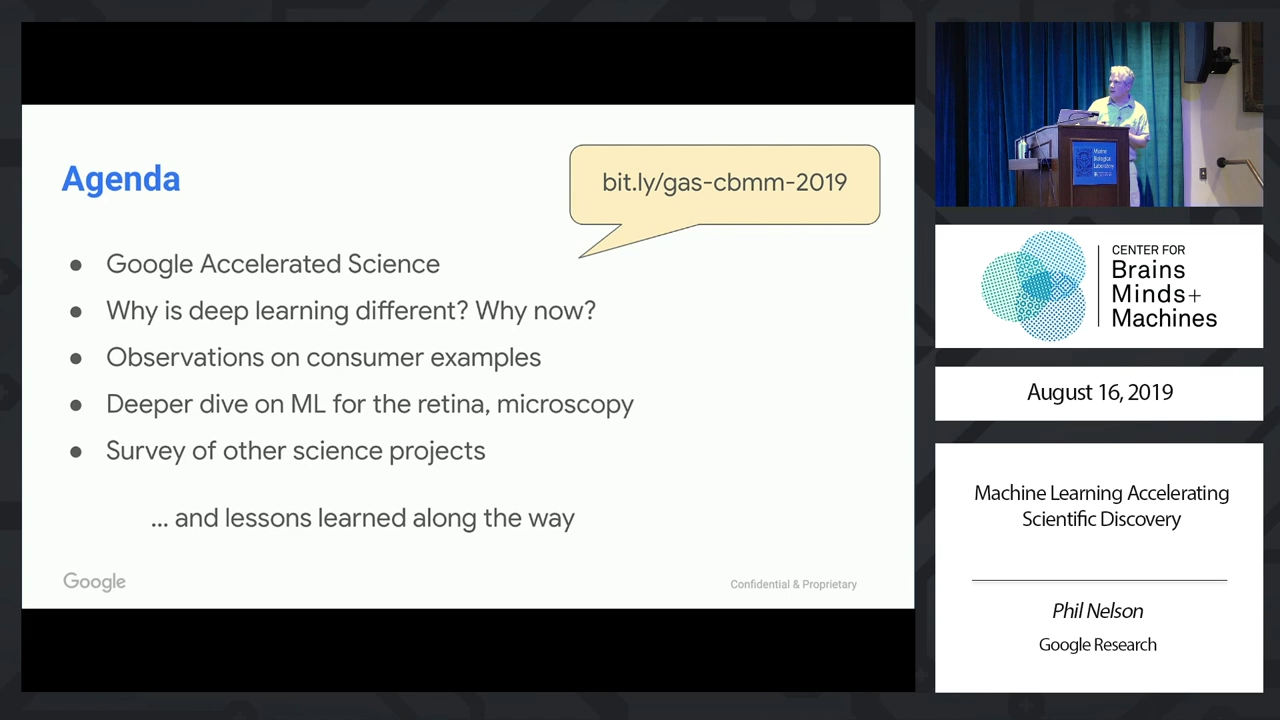 Agenda
bit.ly/gas-cbmm-2019
● Google Accelerated Science
● Why is deep learning different? Why now?
● Observations on consumer examples
● Deeper dive on ML for the retina, microscopy
● Survey of other science projects
... and lessons learned along the way
Google
Confidential & Proprietary
Marine
Biological
Laboratory
CENTER FOR
Brains
Minds+
Machines
August 16, 2019
Machine Learning Accelerating
Scientific Discovery
Phil Nelson
Google Research